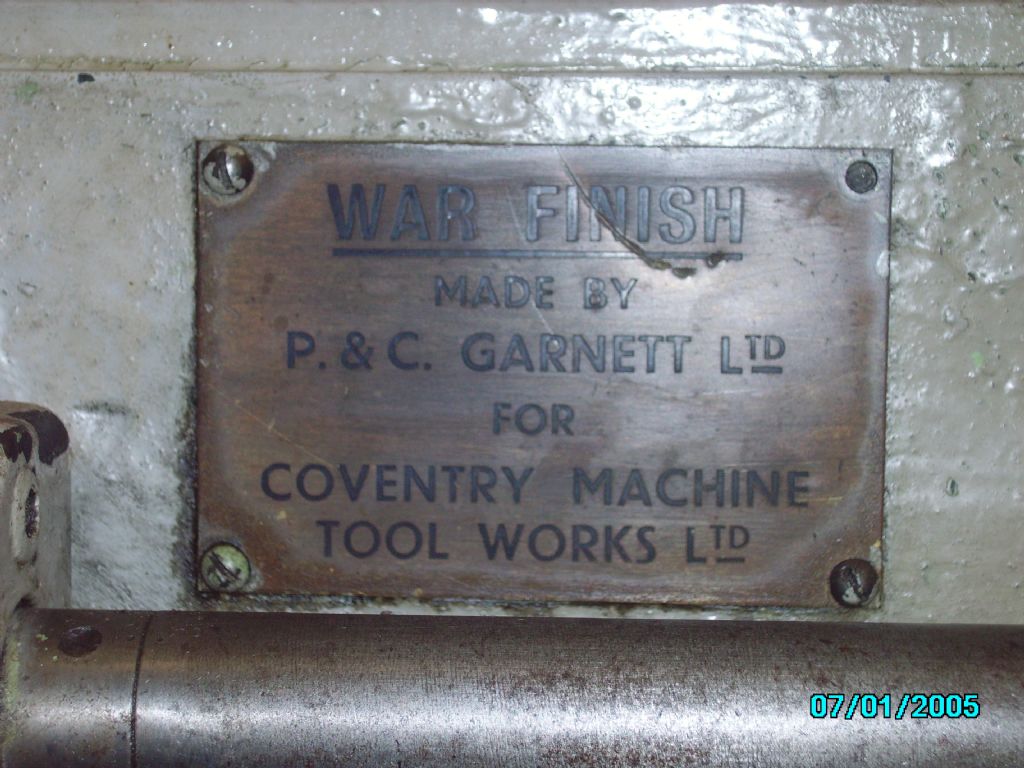 WAR FINISH
MADE BY
P. & C. GARNETT LTD
FOR
COVENTRY MACHINE
TOOL WORKS LTD
07/01/2005